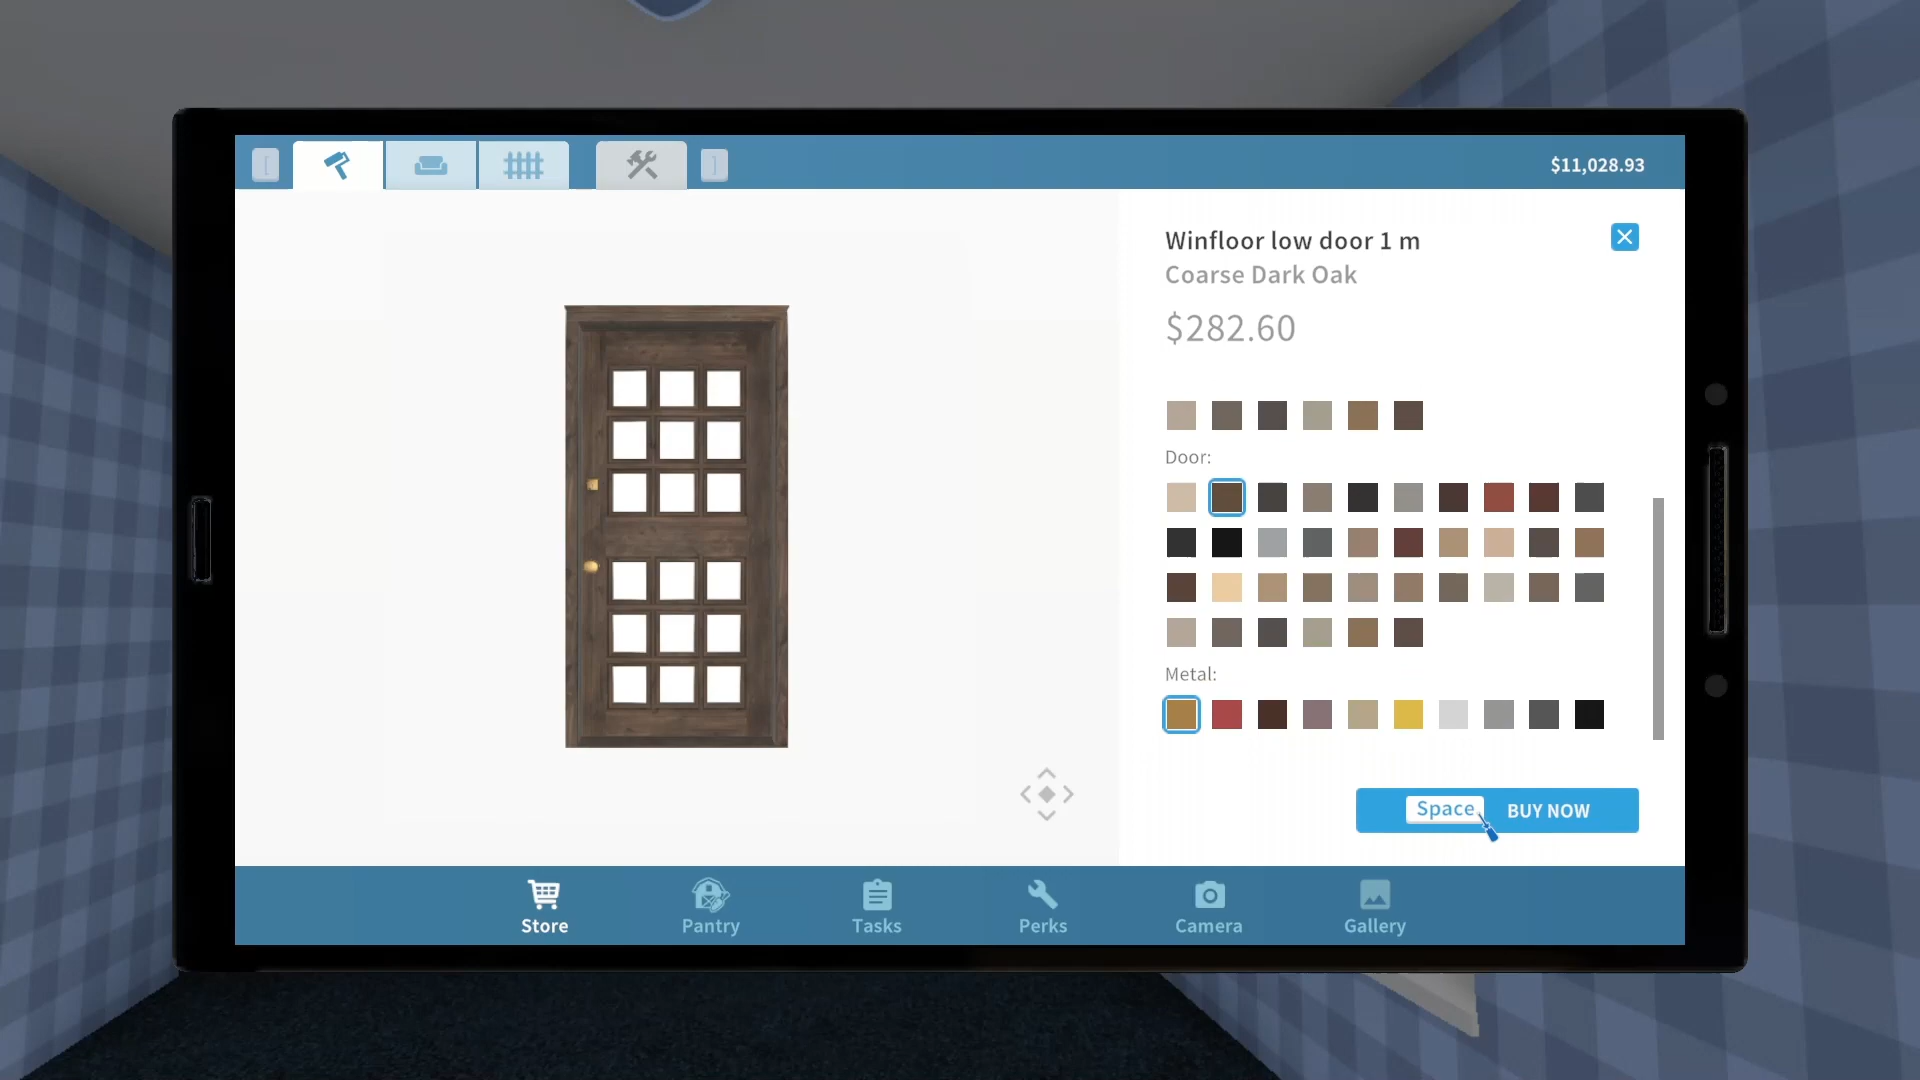 [
]
$11,028.93
Winfloor low door 1 m
Coarse Dark Oak
$282.60
Door:
Metal:
Space BUY NOW
Store
Pantry
Tasks
Perks
Camera
Gallery